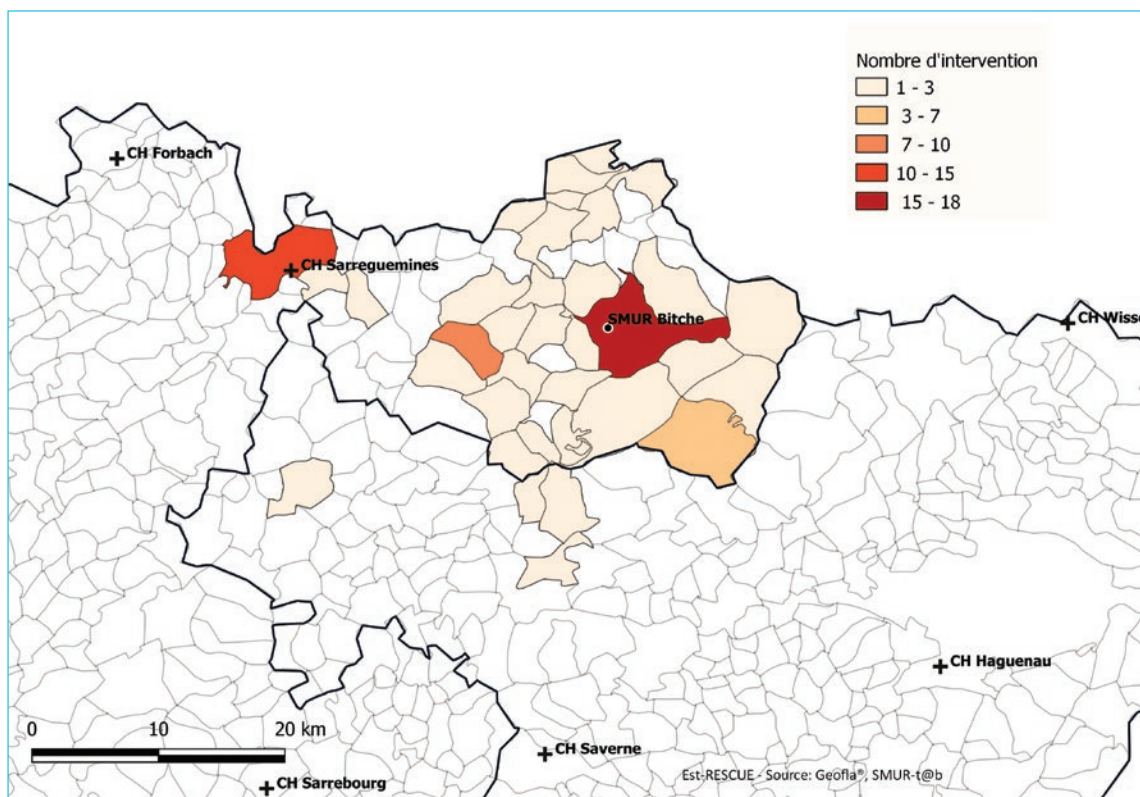 Nombre d'intervention
1 - 3
3 - 7
7 - 10
10 - 15
15 - 18
CH Forbach
CH Sarreguemines
SMUR Bitche
CH Wisse
CH Haguenau
0 10 20 km
CH Saverne
Est-RESCUE - Source: Geofla®, SMUR-t@b
CH Sarrebourg